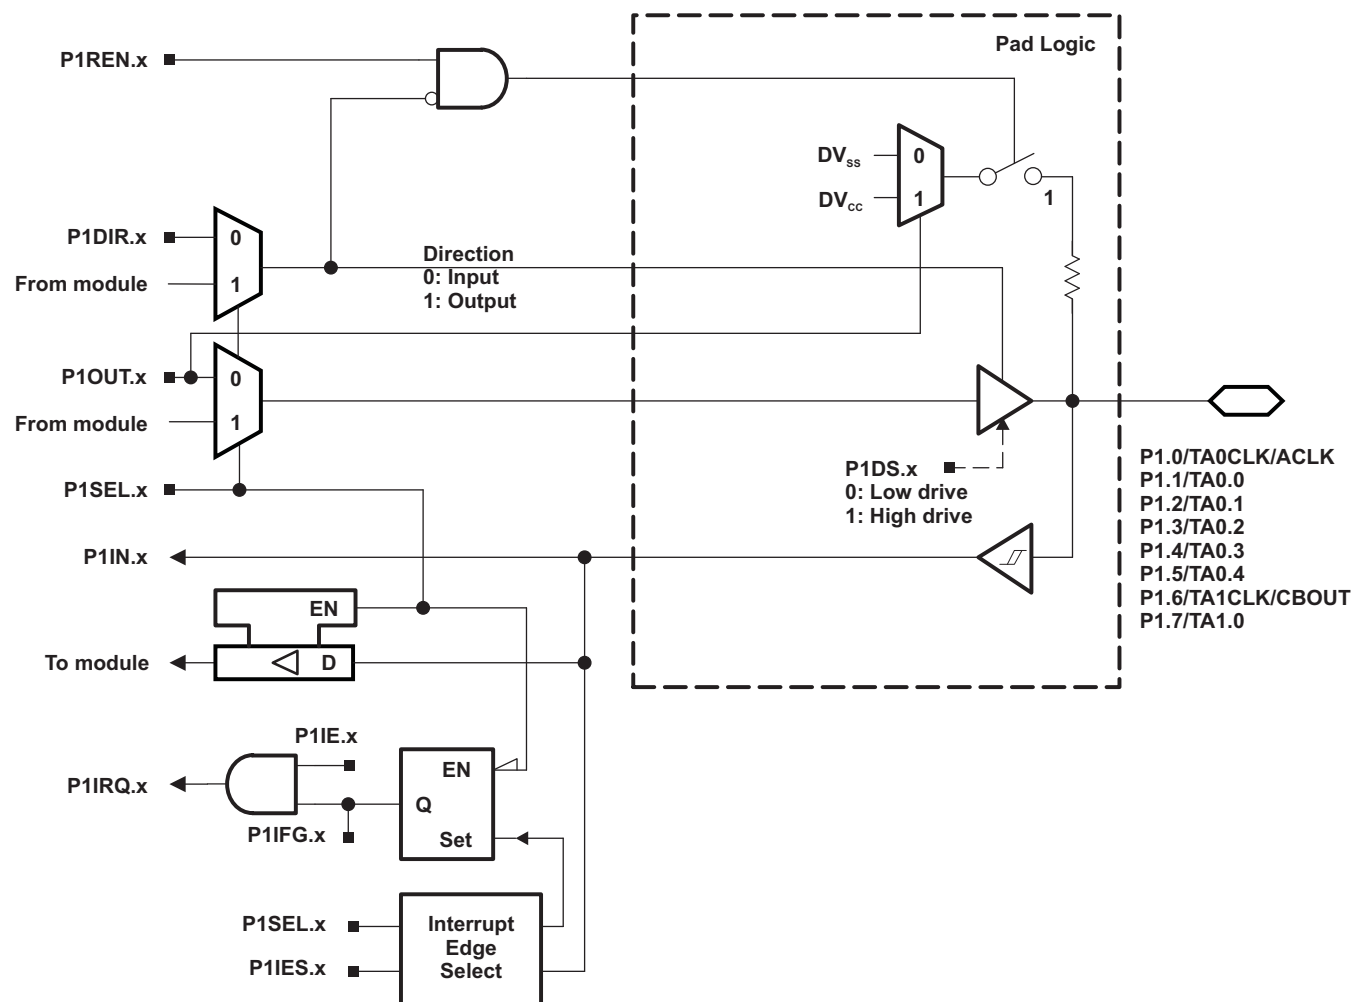 Pad Logic
P1REN.x
DVss
0
DVcc
1
1
P1DIR.x
0
From module
1
Direction
0: Input
1: Output
P1OUT.x
0
From module
1
P1SEL.x
P1DS.x
0: Low drive
1: High drive
P1.0/TA0CLK/ACLK
P1.1/TA0.0
P1.2/TA0.1
P1.3/TA0.2
P1.4/TA0.3
P1.5/TA0.4
P1.6/TA1CLK/CBOUT
P1.7/TA1.0
P1IN.x
EN
To module
D
P1IE.x
P1IRQ.x
EN
Q
P1IFG.x
Set
P1SEL.x
P1IES.x
Interrupt
Edge
Select